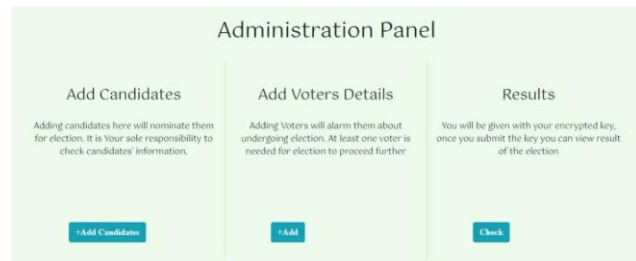 Administration Panel
Add Candidates
Adding candidates here will nominate them
for election. It is Your sole responsibility to
check candidates' information.
+Add Candidates
Add Voters Details
Adding Voters will alarm them about
undergoing election. At least one voter is
needed for election to proceed further
+Add
Results
You will be given with your encrypted key,
once you submit the key you can view result
of the election
Check